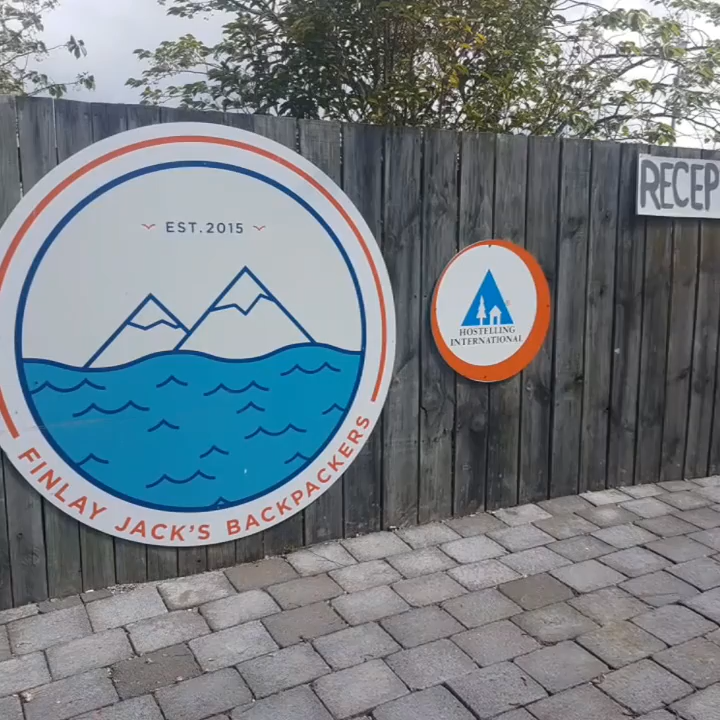 EST. 2015
FINLAY JACK'S BACKPACKERS
HOSTELLING
INTERNATIONAL
RECEP